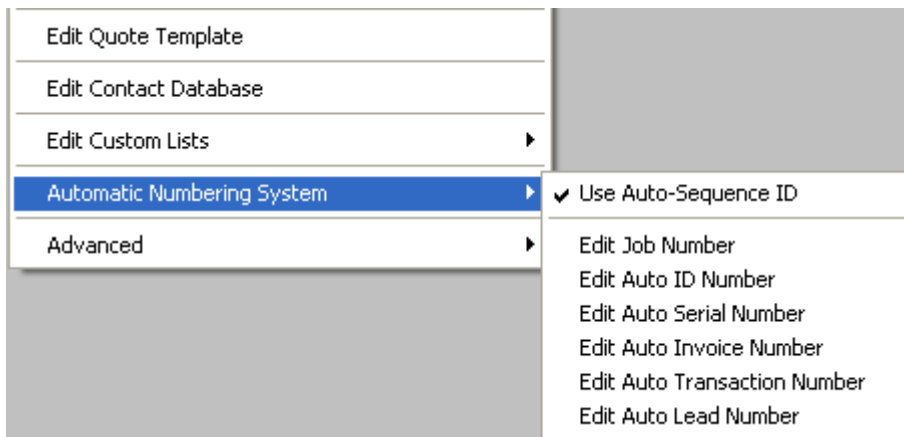 Edit Quote Template
Edit Contact Database
Edit Custom Lists
Automatic Numbering System
Advanced
Use Auto-Sequence ID
Edit Job Number
Edit Auto ID Number
Edit Auto Serial Number
Edit Auto Invoice Number
Edit Auto Transaction Number
Edit Auto Lead Number